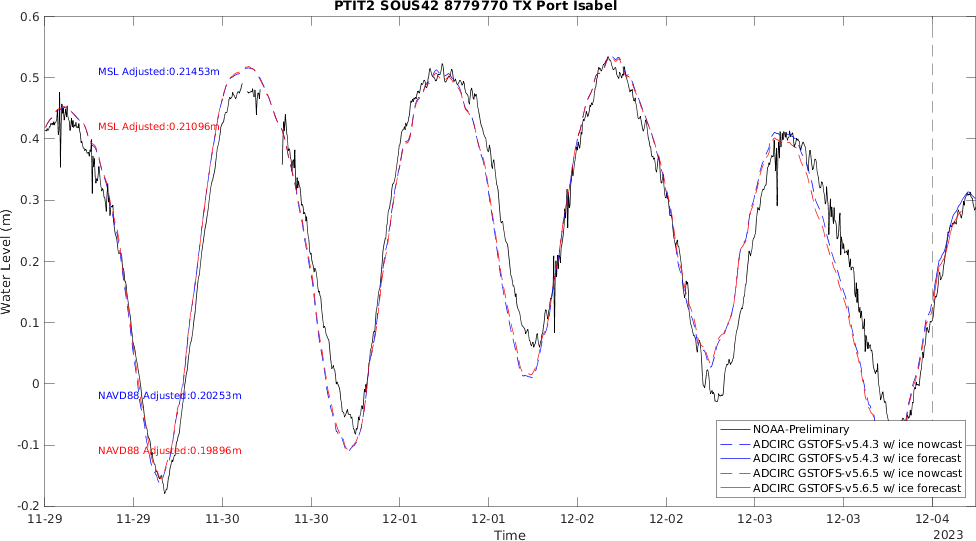 PTIT2 SOUS42 8779770 TX Port Isabel
0.6
0.5
0.4
0.3
0.2
0.1
0
-0.1
-0.2
Water Level (m)
MSL Adjusted:0.21453m
MSL Adjusted:0.21096m
NAVD88 Adjusted:0.20253m
NAVD88 Adjusted:0.19896m
NOAA-Preliminary
ADCIRC GSTOFS-v5.4.3 w/ ice nowcast
ADCIRC GSTOFS-v5.4.3 w/ ice forecast
ADCIRC GSTOFS-v5.6.5 w/ ice nowcast
ADCIRC GSTOFS-v5.6.5 w/ ice forecast
11-29 11-29 11-30 11-30 12-01 12-01 12-02 12-02 12-03 12-03 12-04
Time
2023